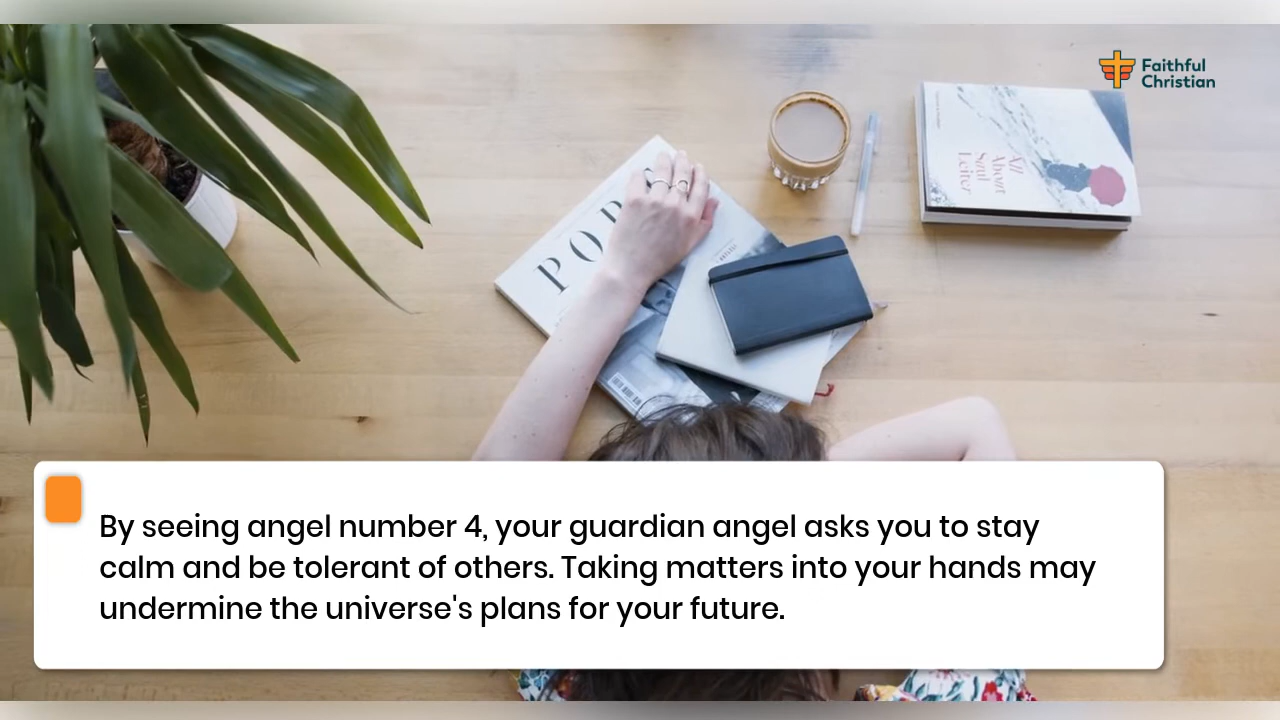 Faithful
Christian
POP
All
About
Saul
Leiter
By seeing angel number 4, your guardian angel asks you to stay
calm and be tolerant of others. Taking matters into your hands may
undermine the universe's plans for your future.